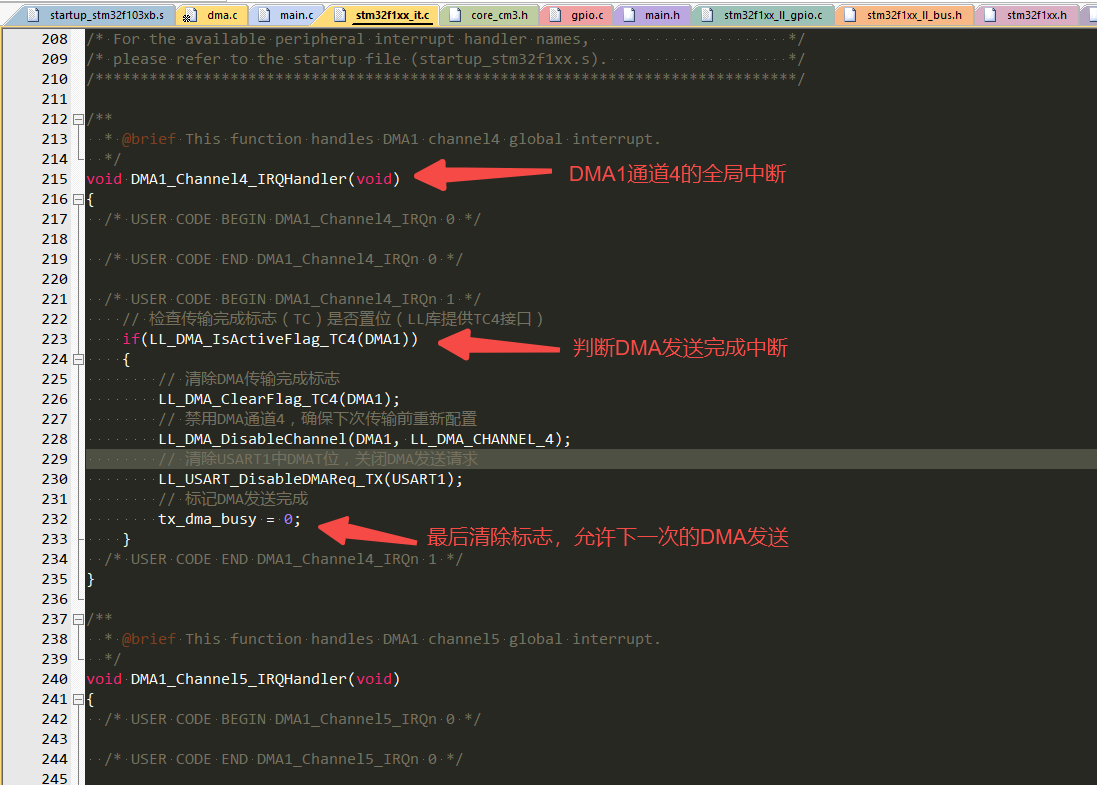 startup_stm32f103xb.s dma.c main.c stm32f1xx_it.c core_cm3.h gpio.c main.h stm32f1xx_ll_gpio.c stm32f1xx_ll_bus.h stm32f1xx.h
208 /* For the available peripheral interrupt handler names, */
209 /* please refer to the startup file (startup_stm32f1xx.s). */
210 /******************************************************************************/
211
212 /**
213 * @brief This function handles DMA1 channel4 global interrupt.
214 */
215 void DMA1_Channel4_IRQHandler(void) DMA1通道4的全局中断
216 {
217 /* USER CODE BEGIN DMA1_Channel4_IRQn 0 */
218
219 /* USER CODE END DMA1_Channel4_IRQn 0 */
220
221 /* USER CODE BEGIN DMA1_Channel4_IRQn 1 */
222 // 检查传输完成标志（TC）是否置位（LL库提供TC4接口）
223 if(LL_DMA_IsActiveFlag_TC4(DMA1)) 判断DMA发送完成中断
224 {
225 // 清除DMA传输完成标志
226 LL_DMA_ClearFlag_TC4(DMA1);
227 // 禁用DMA通道4，确保下次传输前重新配置
228 LL_DMA_DisableChannel(DMA1, LL_DMA_CHANNEL_4);
229 // 清除USART1中DMAT位，关闭DMA发送请求
230 LL_USART_DisableDMAReq_TX(USART1);
231 // 标记DMA发送完成
232 tx_dma_busy = 0; 最后清除标志，允许下一次的DMA发送
233 }
234 /* USER CODE END DMA1_Channel4_IRQn 1 */
235 }
236
237 /**
238 * @brief This function handles DMA1 channel5 global interrupt.
239 */
240 void DMA1_Channel5_IRQHandler(void)
241 {
242 /* USER CODE BEGIN DMA1_Channel5_IRQn 0 */
243
244 /* USER CODE END DMA1_Channel5_IRQn 0 */
245